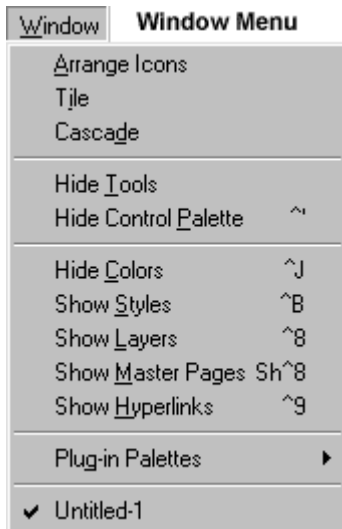 Window Window Menu
Arrange Icons
Tile
Cascade
Hide Tools
Hide Control Palette ^'
Hide Colors ^J
Show Styles ^B
Show Layers ^8
Show Master Pages Sh^8
Show Hyperlinks ^9
Plug-in Palettes
Untitled-1